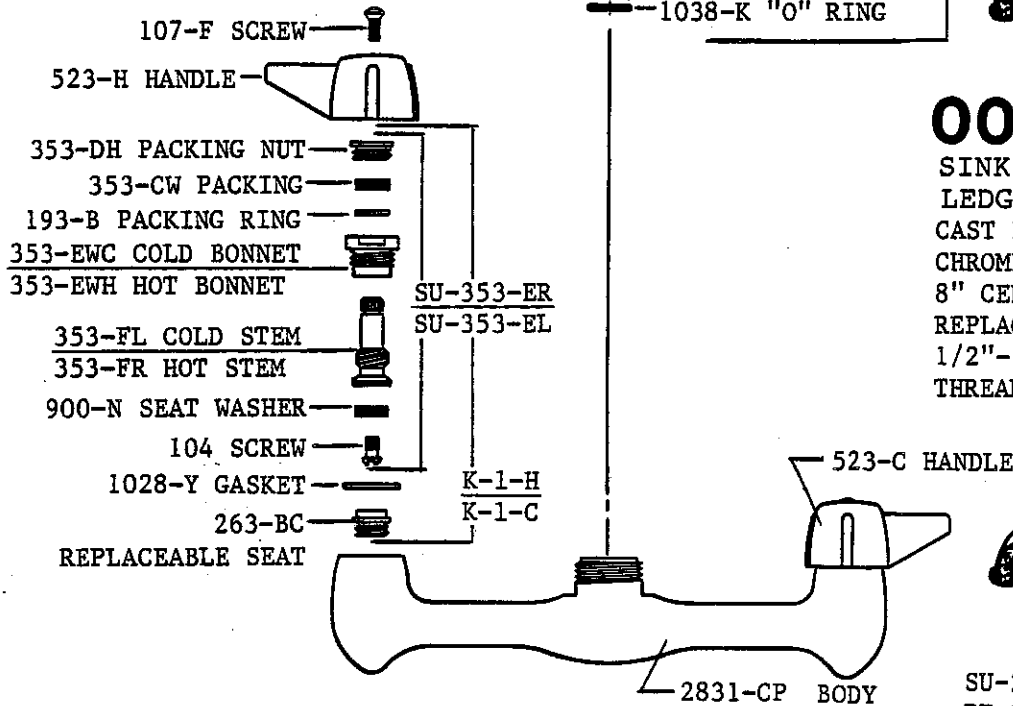 1038-K "O" RING
107-F SCREW
523-H HANDLE
353-DH PACKING NUT
353-CW PACKING
193-B PACKING RING
353-EWC COLD BONNET
353-EWH HOT BONNET
SU-353-ER
SU-353-EL
353-FL COLD STEM
353-FR HOT STEM
900-N SEAT WASHER
104 SCREW
1028-Y GASKET
K-1-H
K-1-C
263-BC
REPLACEABLE SEAT
2831-CP BODY
00
SINK
LEDG
CAST
CHROM
8" CE
REPLA
1/2"-
THREA
523-C HANDLE
SU-